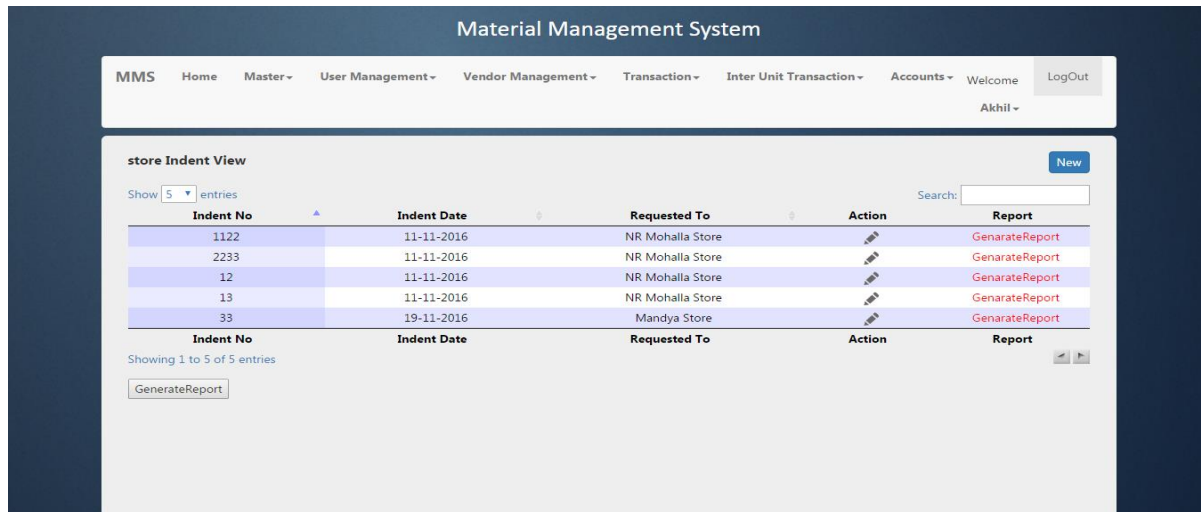 Material Management System
MMS Home Master User Management Vendor Management Transaction Inter Unit Transaction Accounts Welcome LogOut
Akhil
store Indent View New
Show 5 entries Search:
Indent No Indent Date Requested To Action Report
1122 11-11-2016 NR Mohalla Store GenarateReport
2233 11-11-2016 NR Mohalla Store GenarateReport
12 11-11-2016 NR Mohalla Store GenarateReport
13 11-11-2016 NR Mohalla Store GenarateReport
33 19-11-2016 Mandya Store GenarateReport
Indent No Indent Date Requested To Action Report
Showing 1 to 5 of 5 entries
GenerateReport